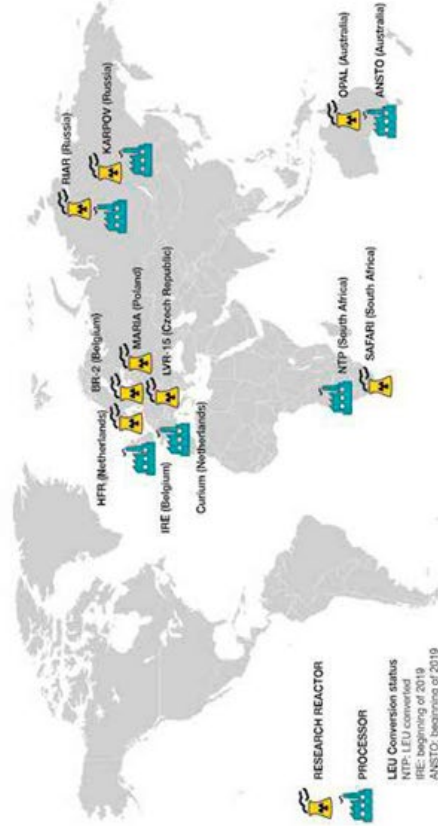 HFR (Netherlands)
BR-2 (Belgium)
MARIA (Poland)
LVR-15 (Czech Republic)
IRE (Belgium)
Curium (Netherlands)
RIAR (Russia)
KARPOV (Russia)
NTP (South Africa)
SAFARI (South Africa)
OPAL (Australia)
ANSTO (Australia)
RESEARCH REACTOR
PROCESSOR
LEU Conversion status
NTP: LEU converted
IRE: beginning of 2019
ANSTO: beginning of 2019